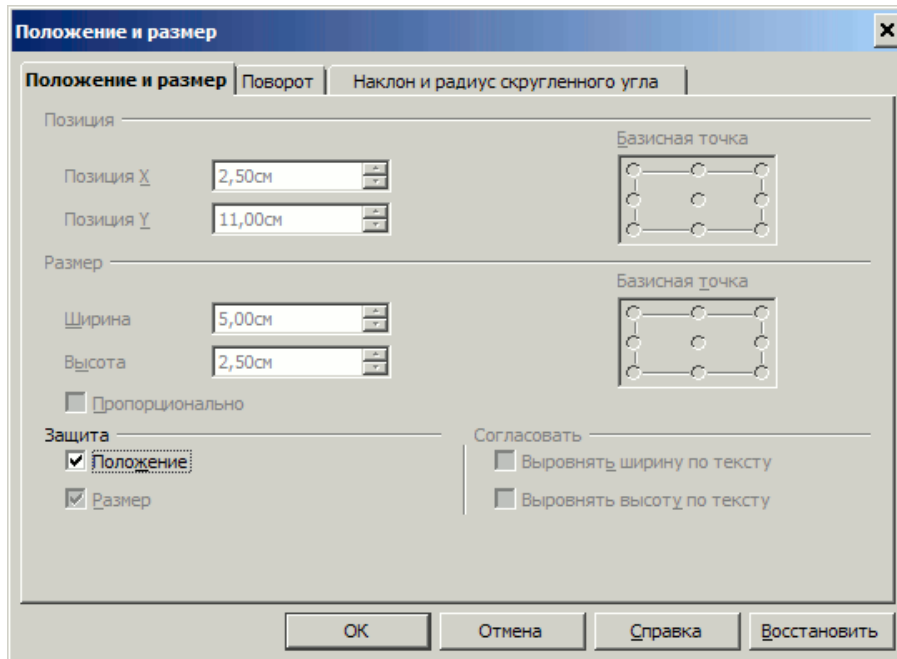 Положение и размер
Положение и размер Поворот Наклон и радиус скругленного угла
Позиция
Базисная точка
Позиция X 2,50см
Позиция Y 11,00см
Размер
Базисная точка
Ширина 5,00см
Высота 2,50см
Пропорционально
Защита Согласовать
Положение Выровнять ширину по тексту
Размер Выровнять высоту по тексту
ОК Отмена Справка Восстановить